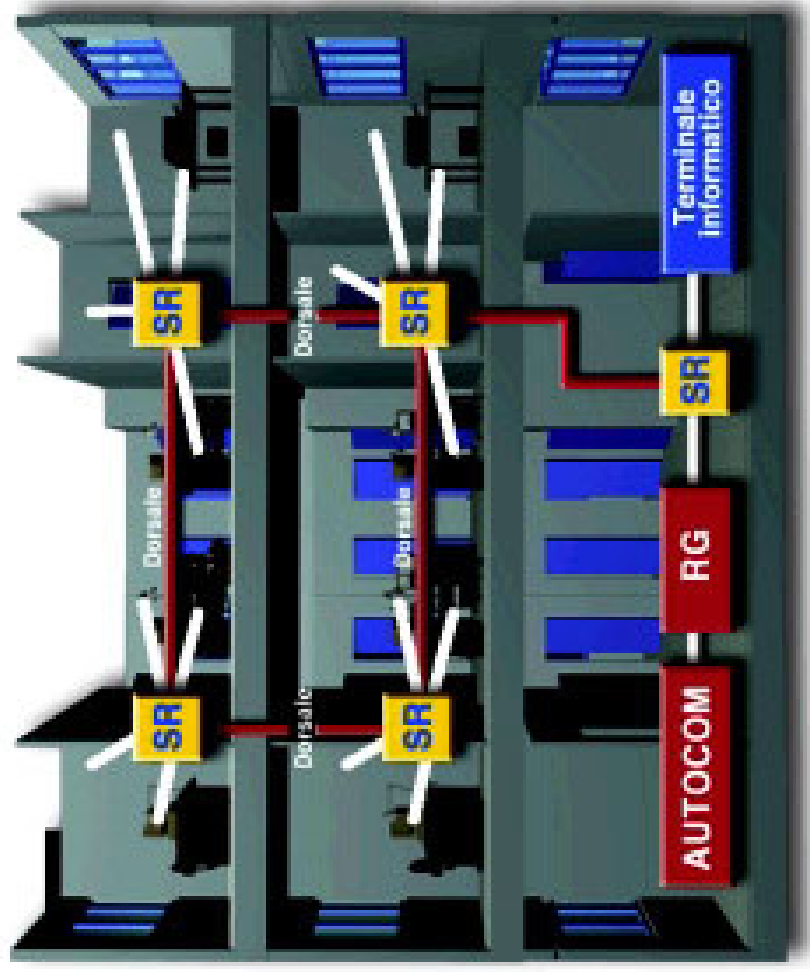 Dorsale
SR
SR
Dorsale
Dorsale
Dorsale
SR
SR
AUTOCOM
RG
SR
Terminale
informatico